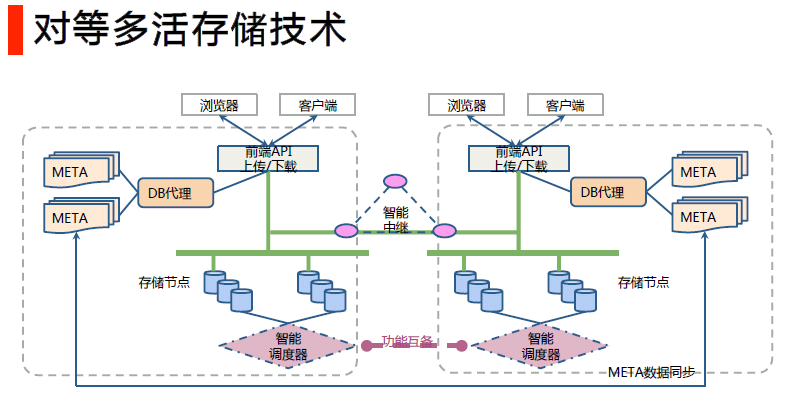 对等多活存储技术
浏览器
客户端
浏览器
客户端
前端API
上传/下载
前端API
上传/下载
META
META
DB代理
智能
中继
DB代理
META
META
存储节点
存储节点
智能
调度器
功能互备
智能
调度器
META数据同步